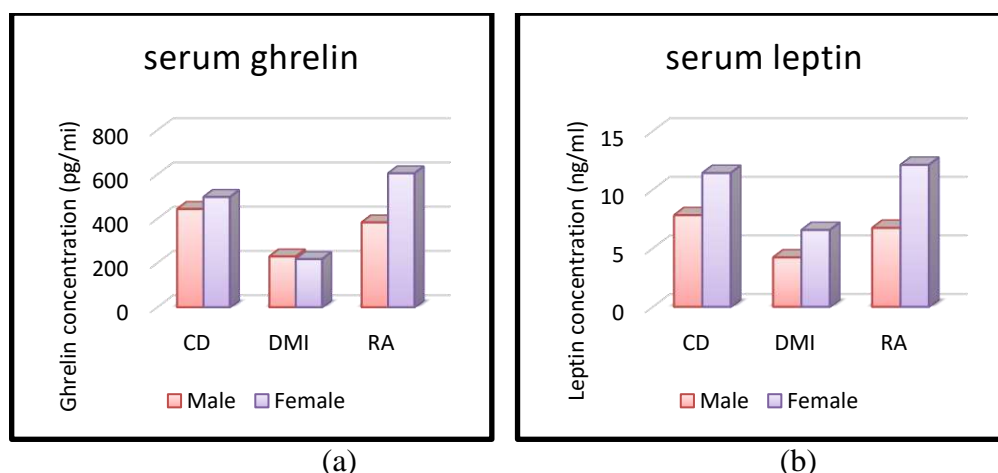 serum ghrelin
Ghrelin concentration (pg/mi)
800
600
400
200
0
CD DMI RA
Male Female
(a)
serum leptin
Leptin concentration (ng/ml)
15
10
5
0
CD DMI RA
Male Female
(b)